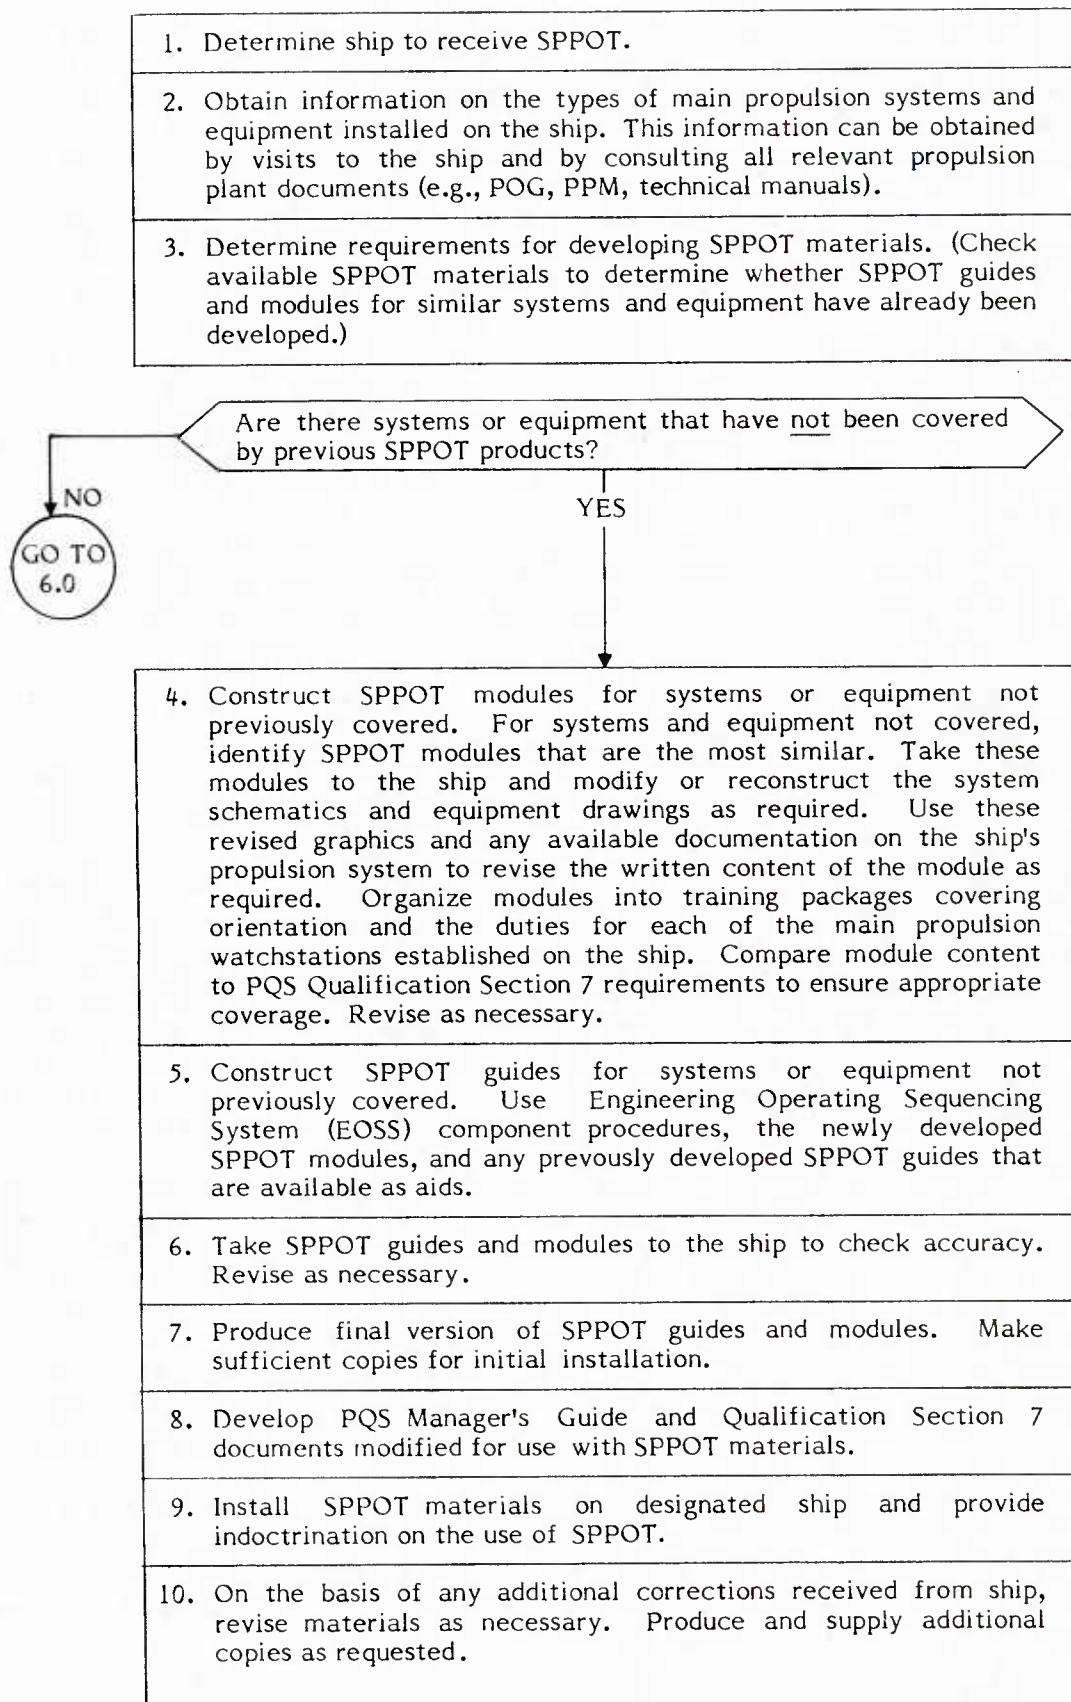 1. Determine ship to receive SPPOT.
2. Obtain information on the types of main propulsion systems and
equipment installed on the ship. This information can be obtained
by visits to the ship and by consulting all relevant propulsion
plant documents (e.g., POG, PPM, technical manuals).
3. Determine requirements for developing SPPOT materials. (Check
available SPPOT materials to determine whether SPPOT guides
and modules for similar systems and equipment have already been
developed.)
Are there systems or equipment that have not been covered
by previous SPPOT products?
NO
YES
GO TO
6.0
4. Construct SPPOT modules for systems or equipment not
previously covered. For systems and equipment not covered,
identify SPPOT modules that are the most similar. Take these
modules to the ship and modify or reconstruct the system
schematics and equipment drawings as required. Use these
revised graphics and any available documentation on the ship's
propulsion system to revise the written content of the module as
required. Organize modules into training packages covering
orientation and the duties for each of the main propulsion
watchstations established on the ship. Compare module content
to PQS Qualification Section 7 requirements to ensure appropriate
coverage. Revise as necessary.
5. Construct SPPOT guides for systems or equipment not
previously covered. Use Engineering Operating Sequencing
System (EOSS) component procedures, the newly developed
SPPOT modules, and any prevously developed SPPOT guides that
are available as aids.
6. Take SPPOT guides and modules to the ship to check accuracy.
Revise as necessary.
7. Produce final version of SPPOT guides and modules. Make
sufficient copies for initial installation.
8. Develop PQS Manager's Guide and Qualification Section 7
documents modified for use with SPPOT materials.
9. Install SPPOT materials on designated ship and provide
indoctrination on the use of SPPOT.
10. On the basis of any additional corrections received from ship,
revise materials as necessary. Produce and supply additional
copies as requested.